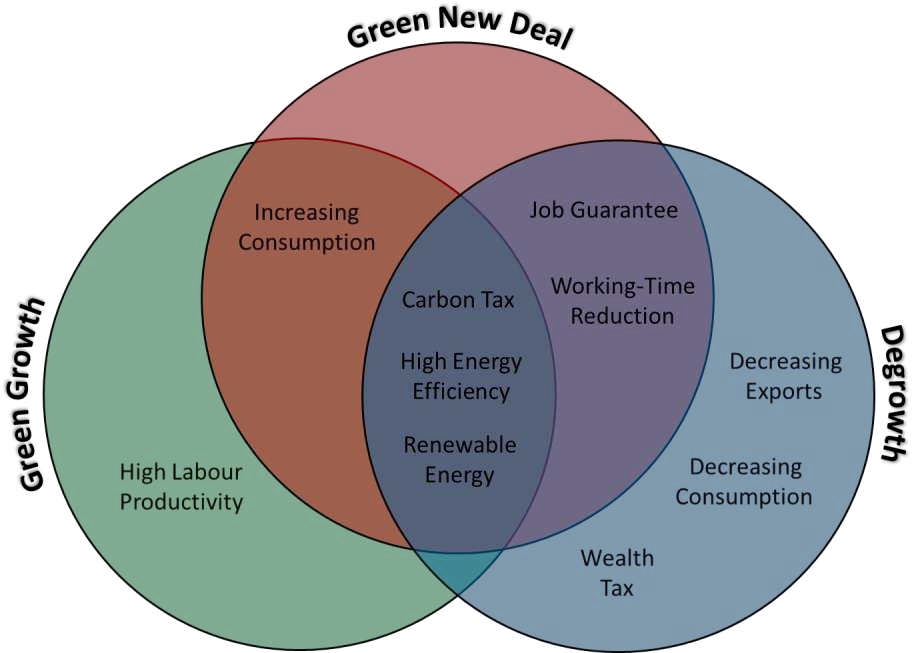 Green New Deal
Green Growth
Degrowth
Increasing
Consumption
Job Guarantee
Carbon Tax
Working-Time
Reduction
High Energy
Efficiency
Decreasing
Exports
Renewable
Energy
High Labour
Productivity
Decreasing
Consumption
Wealth
Tax